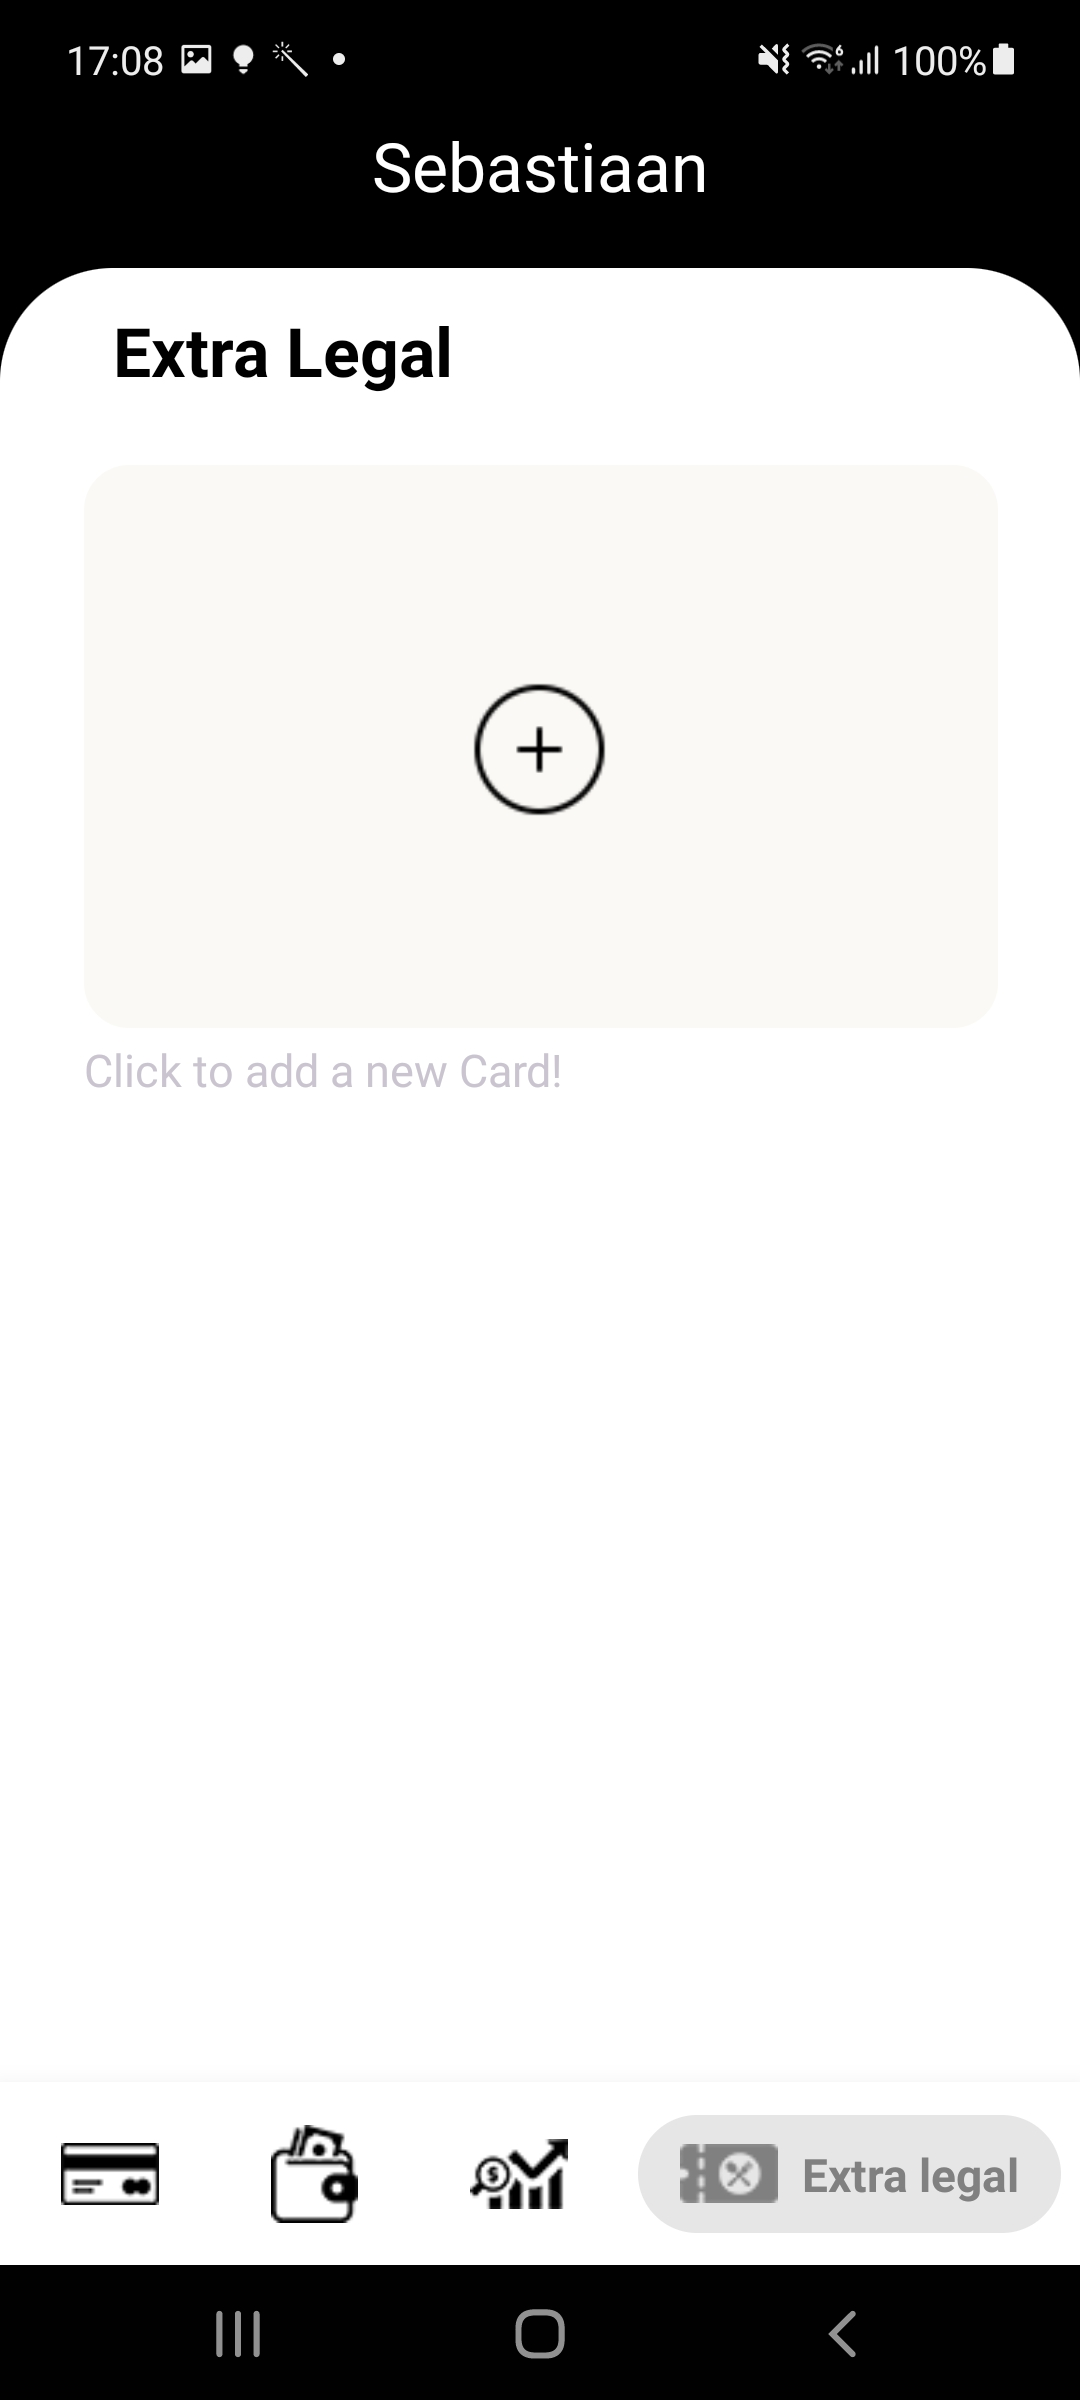 17:08 100%
Sebastiaan
Extra Legal
Click to add a new Card!
Extra legal